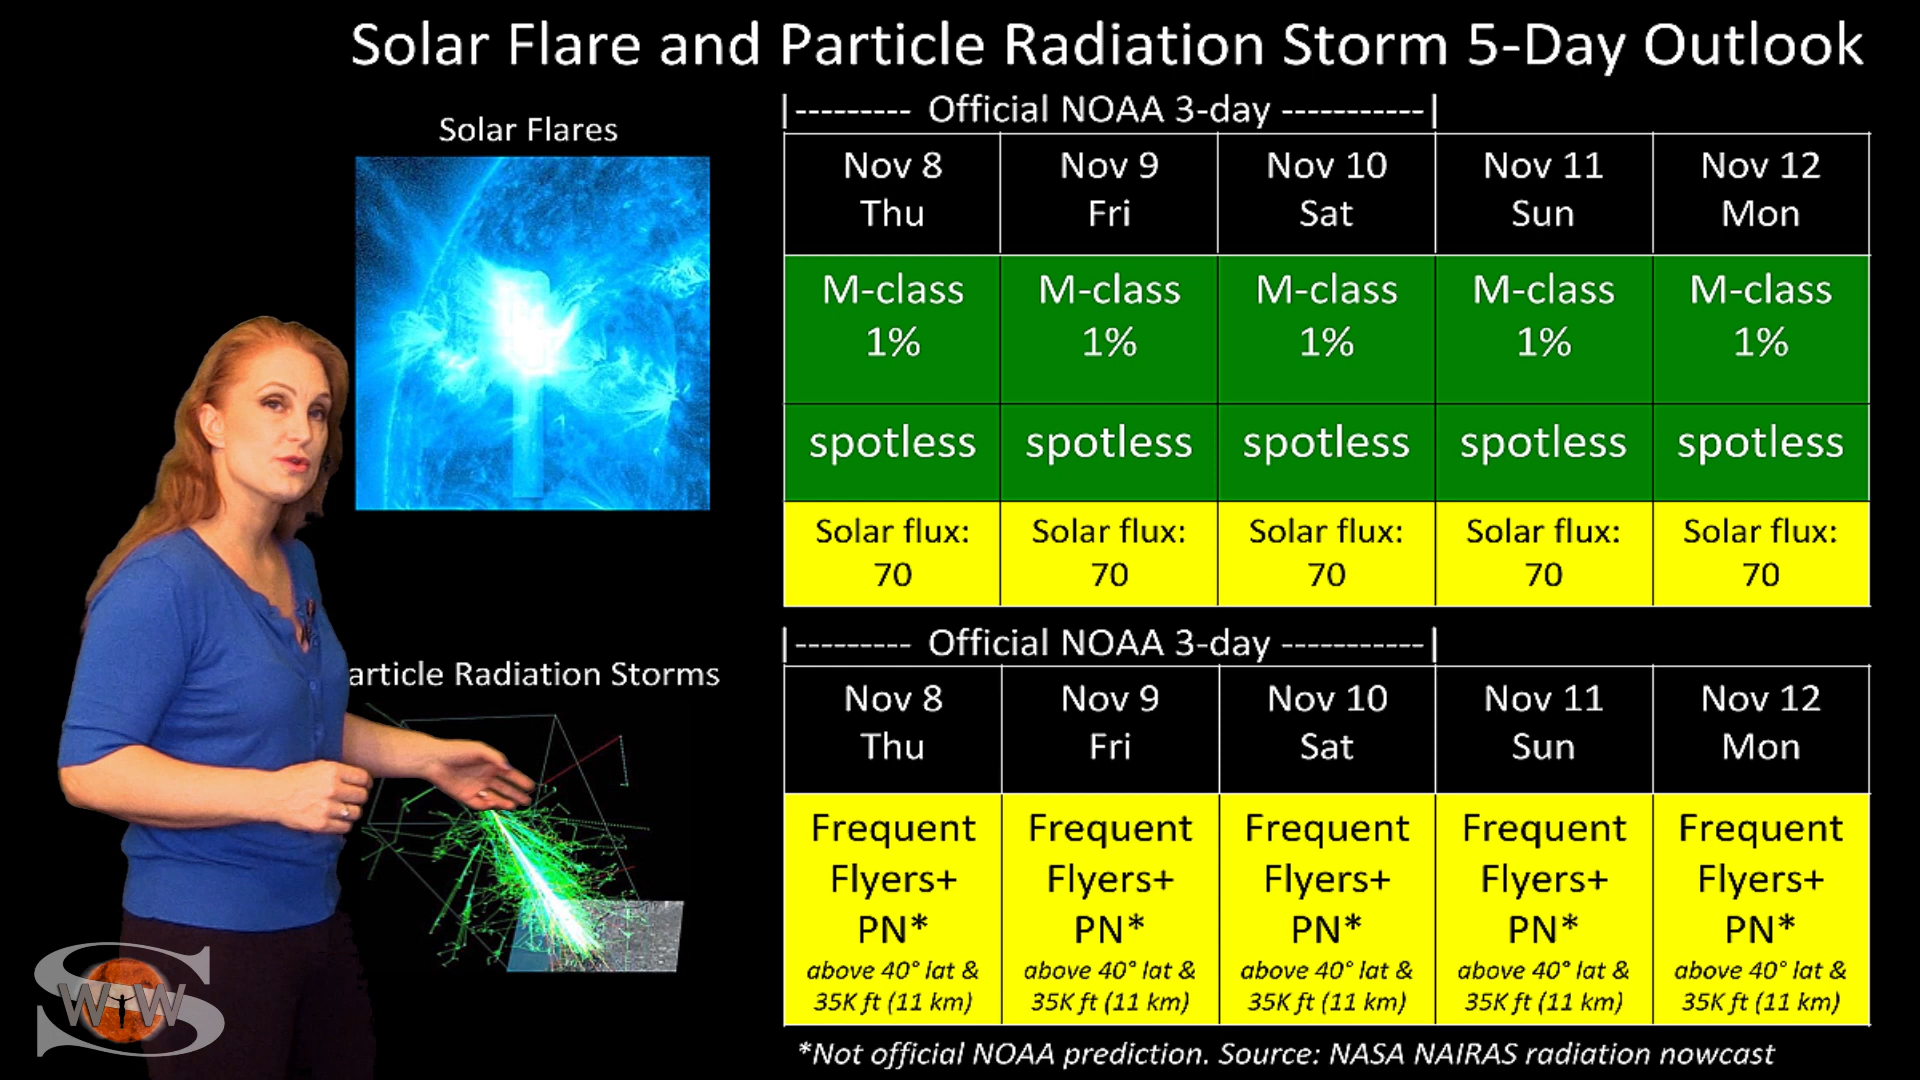 Solar Flare and Particle Radiation Storm 5-Day Outlook
Solar Flares
|--------- Official NOAA 3-day -----------|
Nov 8 Nov 9 Nov 10 Nov 11 Nov 12
Thu Fri Sat Sun Mon
M-class M-class M-class M-class M-class
1% 1% 1% 1% 1%
spotless spotless spotless spotless spotless
Solar flux: Solar flux: Solar flux: Solar flux: Solar flux:
70 70 70 70 70
article Radiation Storms
|--------- Official NOAA 3-day -----------|
Nov 8 Nov 9 Nov 10 Nov 11 Nov 12
Thu Fri Sat Sun Mon
Frequent Frequent Frequent Frequent Frequent
Flyers+ Flyers+ Flyers+ Flyers+ Flyers+
PN* PN* PN* PN* PN*
above 40° lat & above 40° lat & above 40° lat & above 40° lat & above 40° lat &
35K ft (11 km) 35K ft (11 km) 35K ft (11 km) 35K ft (11 km) 35K ft (11 km)
*Not official NOAA prediction. Source: NASA NAIRAS radiation nowcast
S
WTW